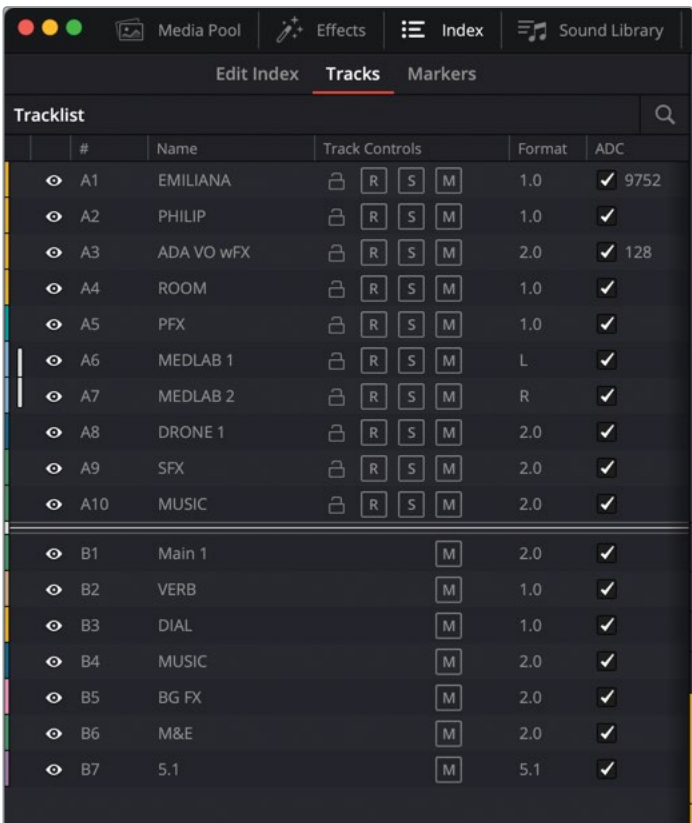 Media Pool Effects Index Sound Library
Edit Index Tracks Markers
Tracklist
# Name Track Controls Format ADC
A1 EMILIANA R S M 1.0 9752
A2 PHILIP R S M 1.0
A3 ADA VO wFX R S M 2.0 128
A4 ROOM R S M 1.0
A5 PFX R S M 1.0
A6 MEDLAB 1 R S M L
A7 MEDLAB 2 R S M R
A8 DRONE 1 R S M 2.0
A9 SFX R S M 2.0
A10 MUSIC R S M 2.0
B1 Main 1 M 2.0
B2 VERB M 1.0
B3 DIAL M 1.0
B4 MUSIC M 2.0
B5 BG FX M 2.0
B6 M&E M 2.0
B7 5.1 M 5.1